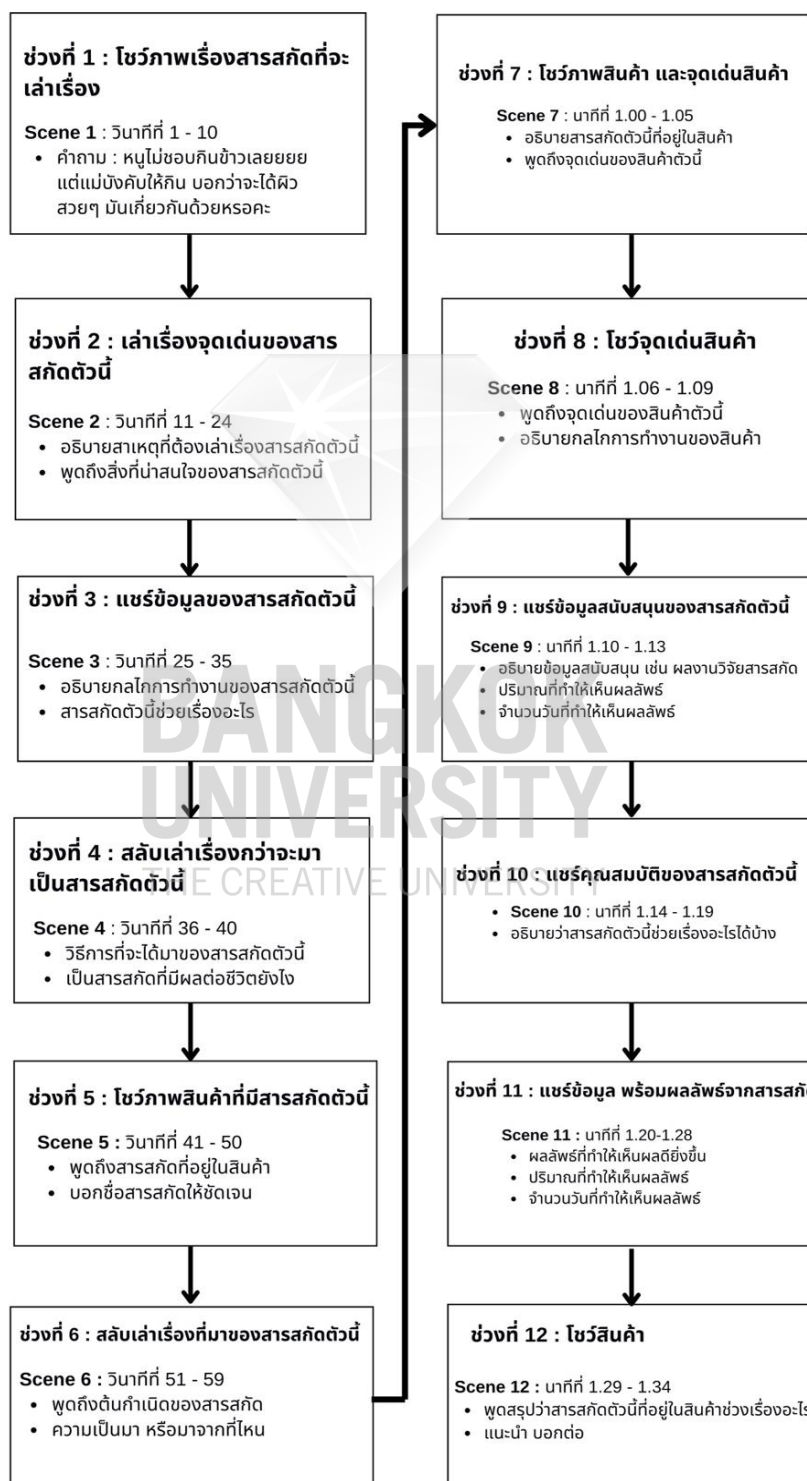 ช่วงที่ 1 : โชว์ภาพเรื่องสารสกัดที่จะ
เล่าเรื่อง
Scene 1 : วินาทีที่ 1 - 10
• คำถาม : หนูไม่ชอบกินข้าวเลยยยย
แต่แม่บังคับให้กิน บอกว่าจะได้ผิว
สวยๆ มันเกี่ยวกันด้วยหรอคะ
ช่วงที่ 2 : เล่าเรื่องจุดเด่นของสาร
สกัดตัวนี้
Scene 2 : วินาทีที่ 11 - 24
• อธิบายสาเหตุที่ต้องเล่าเรื่องสารสกัดตัวนี้
• พูดถึงสิ่งที่น่าสนใจของสารสกัดตัวนี้
ช่วงที่ 3 : แชร์ข้อมูลของสารสกัดตัวนี้
Scene 3 : วินาทีที่ 25 - 35
• อธิบายกลไกการทำงานของสารสกัดตัวนี้
• สารสกัดตัวนี้ช่วยเรื่องอะไร
ช่วงที่ 4 : สลับเล่าเรื่องกว่าจะมา
เป็นสารสกัดตัวนี้
Scene 4 : วินาทีที่ 36 - 40
• วิธีการที่จะได้มาของสารสกัดตัวนี้
• เป็นสารสกัดที่มีผลต่อชีวิตยังไง
ช่วงที่ 5 : โชว์ภาพสินค้าที่มีสารสกัดตัวนี้
Scene 5 : วินาทีที่ 41 - 50
• พูดถึงสารสกัดที่อยู่ในสินค้า
• บอกชื่อสารสกัดให้ชัดเจน
ช่วงที่ 6 : สลับเล่าเรื่องที่มาของสารสกัดตัวนี้
Scene 6 : วินาทีที่ 51 - 59
• พูดถึงต้นกำเนิดของสารสกัด
• ความเป็นมา หรือมาจากที่ไหน
ช่วงที่ 7 : โชว์ภาพสินค้า และจุดเด่นสินค้า
Scene 7 : นาทีที่ 1.00 - 1.05
• อธิบายสารสกัดตัวนี้ที่อยู่ในสินค้า
• พูดถึงจุดเด่นของสินค้าตัวนี้
ช่วงที่ 8 : โชว์จุดเด่นสินค้า
Scene 8 : นาทีที่ 1.06 - 1.09
• พูดถึงจุดเด่นของสินค้าตัวนี้
• อธิบายกลไกการทำงานของสินค้า
ช่วงที่ 9 : แชร์ข้อมูลสนับสนุนของสารสกัดตัวนี้
Scene 9 : นาทีที่ 1.10 - 1.13
• อธิบายข้อมูลสนับสนุน เช่น ผลงานวิจัยสารสกัด
• ปริมาณที่ทำให้เห็นผลลัพธ์
• จำนวนวันที่ทำให้เห็นผลลัพธ์
ช่วงที่ 10 : แชร์คุณสมบัติของสารสกัดตัวนี้
• Scene 10 : นาทีที่ 1.14 - 1.19
• อธิบายว่าสารสกัดตัวนี้ช่วยเรื่องอะไรได้บ้าง
ช่วงที่ 11 : แชร์ข้อมูล พร้อมผลลัพธ์จากสารสกัด
Scene 11 : นาทีที่ 1.20-1.28
• ผลลัพธ์ที่ทำให้เห็นผลดียิ่งขึ้น
• ปริมาณที่ทำให้เห็นผลลัพธ์
• จำนวนวันที่ทำให้เห็นผลลัพธ์
ช่วงที่ 12 : โชว์สินค้า
Scene 12 : นาทีที่ 1.29 - 1.34
• พูดสรุปว่าสารสกัดตัวนี้ที่อยู่ในสินค้าช่วงเรื่องอะไร
• แนะนำ บอกต่อ
BANGKOK
UNIVERSITY
THE CREATIVE UNIVERSITY